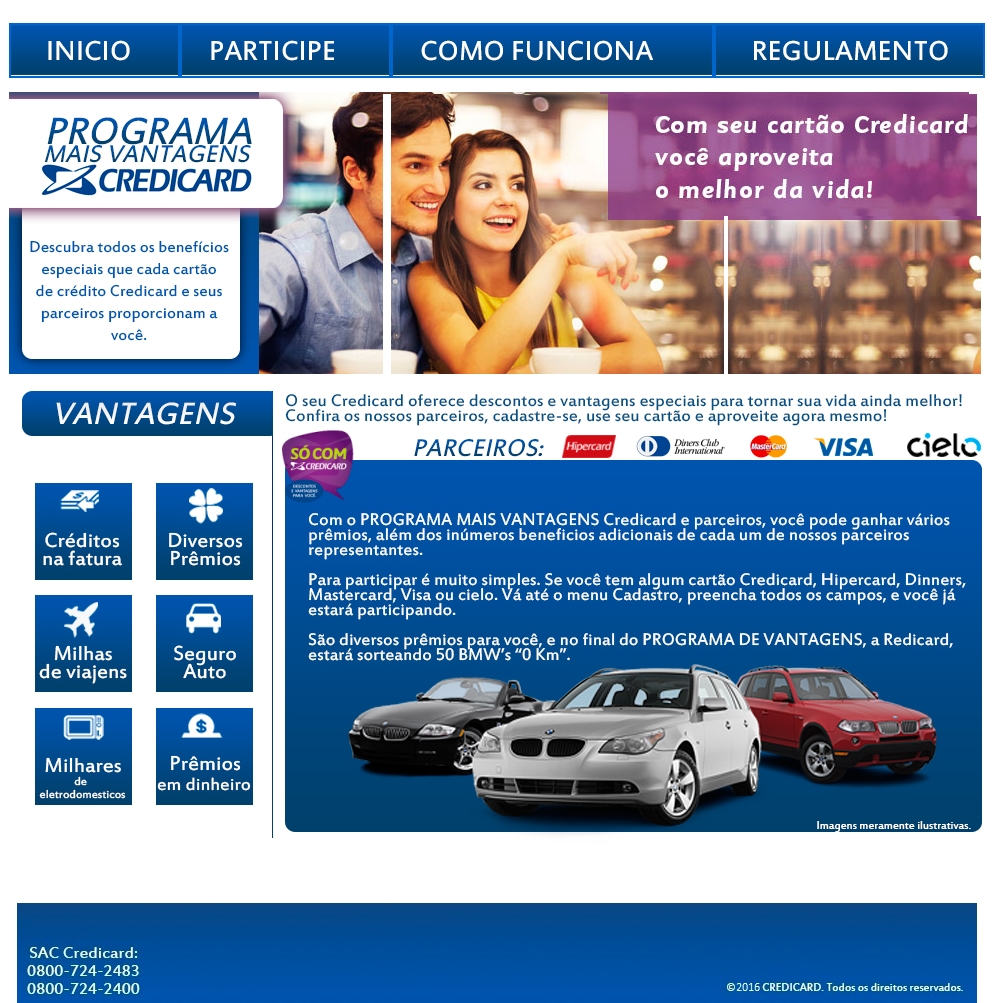 INICIO
PARTICIPE
COMO FUNCIONA
REGULAMENTO
PROGRAMA
MAIS VANTAGENS
CREDICARD
Com seu cartão Credicard
você aproveita
o melhor da vida!
Descubra todos os benefícios
especiais que cada cartão
de crédito Credicard e seus
parceiros proporcionam a
você.
VANTAGENS
O seu Credicard oferece descontos e vantagens especiais para tornar sua vida ainda melhor!
Confira os nossos parceiros, cadastre-se, use seu cartão e aproveite agora mesmo!
PARCEIROS:
Hipercard
Diners Club
International
MasterCard
VISA
cielo
SÓ COM
CREDICARD
DESCONTOS
E VANTAGENS
PARA VOCÊ
Créditos
na fatura
Diversos
Prêmios
Milhas
de viajens
Seguro
Auto
Milhares
de
eletrodomesticos
Prêmios
em dinheiro
Com o PROGRAMA MAIS VANTAGENS Credicard e parceiros, você pode ganhar vários
prêmios, além dos inúmeros beneficios adicionais de cada um de nossos parceiros
representantes.
Para participar é muito simples. Se você tem algum cartão Credicard, Hipercard, Dinners,
Mastercard, Visa ou cielo. Vá até o menu Cadastro, preencha todos os campos, e você já
estará participando.
São diversos prêmios para você, e no final do PROGRAMA DE VANTAGENS, a Redicard,
estará sorteando 50 BMW’s “0 Km”.
Imagens meramente ilustrativas.
SAC Credicard:
0800-724-2483
0800-724-2400
©2016 CREDICARD. Todos os direitos reservados.